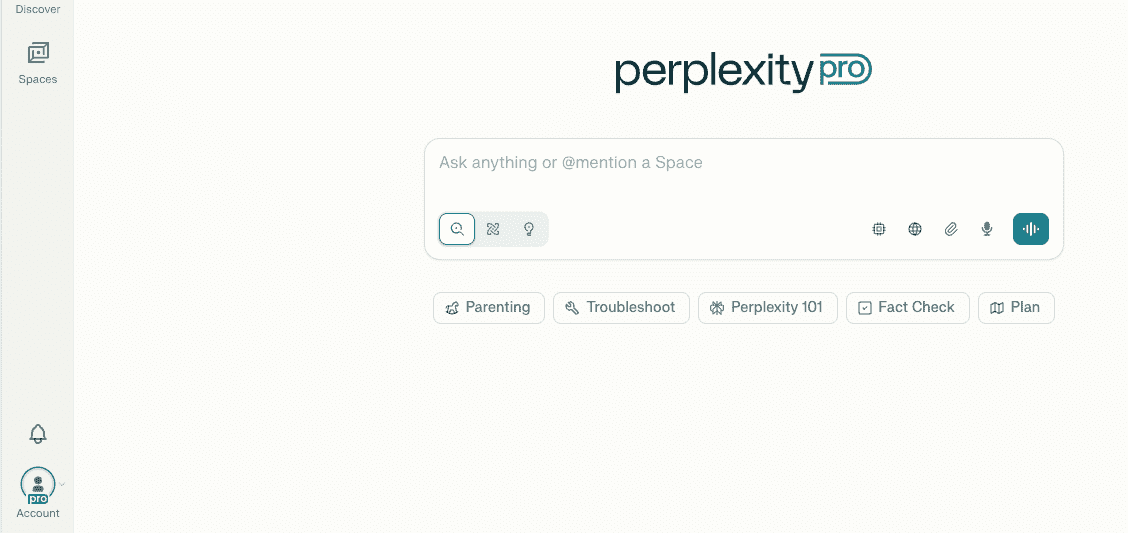 Discover
Spaces
perplexity pro
Ask anything or @mention a Space
Parenting
Troubleshoot
Perplexity 101
Fact Check
Plan
pro
Account